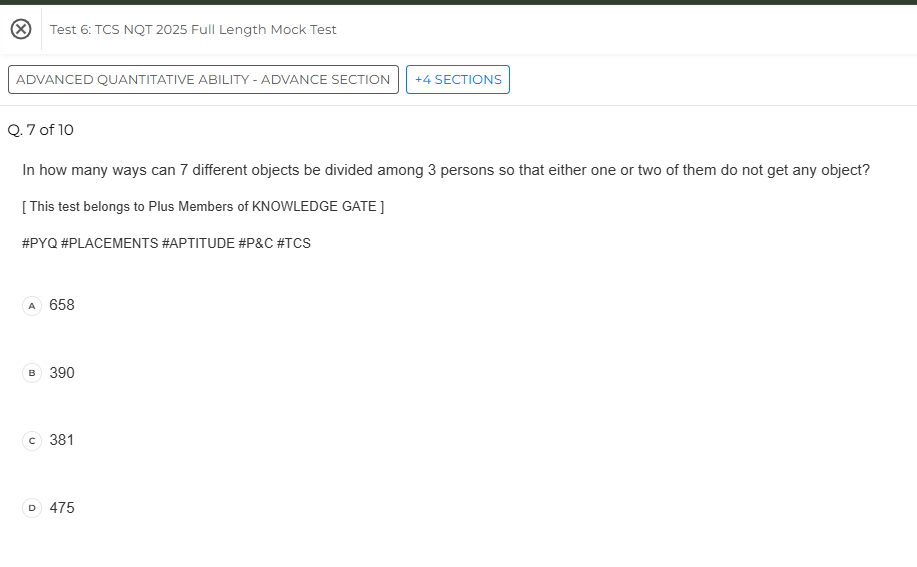 Test 6: TCS NQT 2025 Full Length Mock Test
ADVANCED QUANTITATIVE ABILITY - ADVANCE SECTION
+4 SECTIONS
Q. 7 of 10
In how many ways can 7 different objects be divided among 3 persons so that either one or two of them do not get any object?
[ This test belongs to Plus Members of KNOWLEDGE GATE ]
#PYQ #PLACEMENTS #APTITUDE #P&C #TCS
A 658
B 390
C 381
D 475